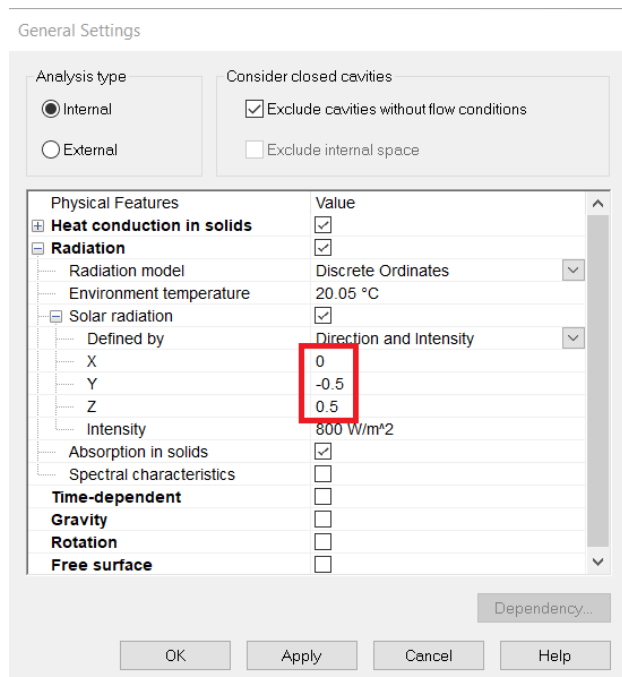 General Settings
Analysis type
Internal
External
Consider closed cavities
Exclude cavities without flow conditions
Exclude internal space
Physical Features Value
Heat conduction in solids
Radiation
Radiation model Discrete Ordinates
Environment temperature 20.05 °C
Solar radiation
Defined by Direction and Intensity
X 0
Y -0.5
Z 0.5
Intensity 800 W/m^2
Absorption in solids
Spectral characteristics
Time-dependent
Gravity
Rotation
Free surface
Dependency...
OK Apply Cancel Help